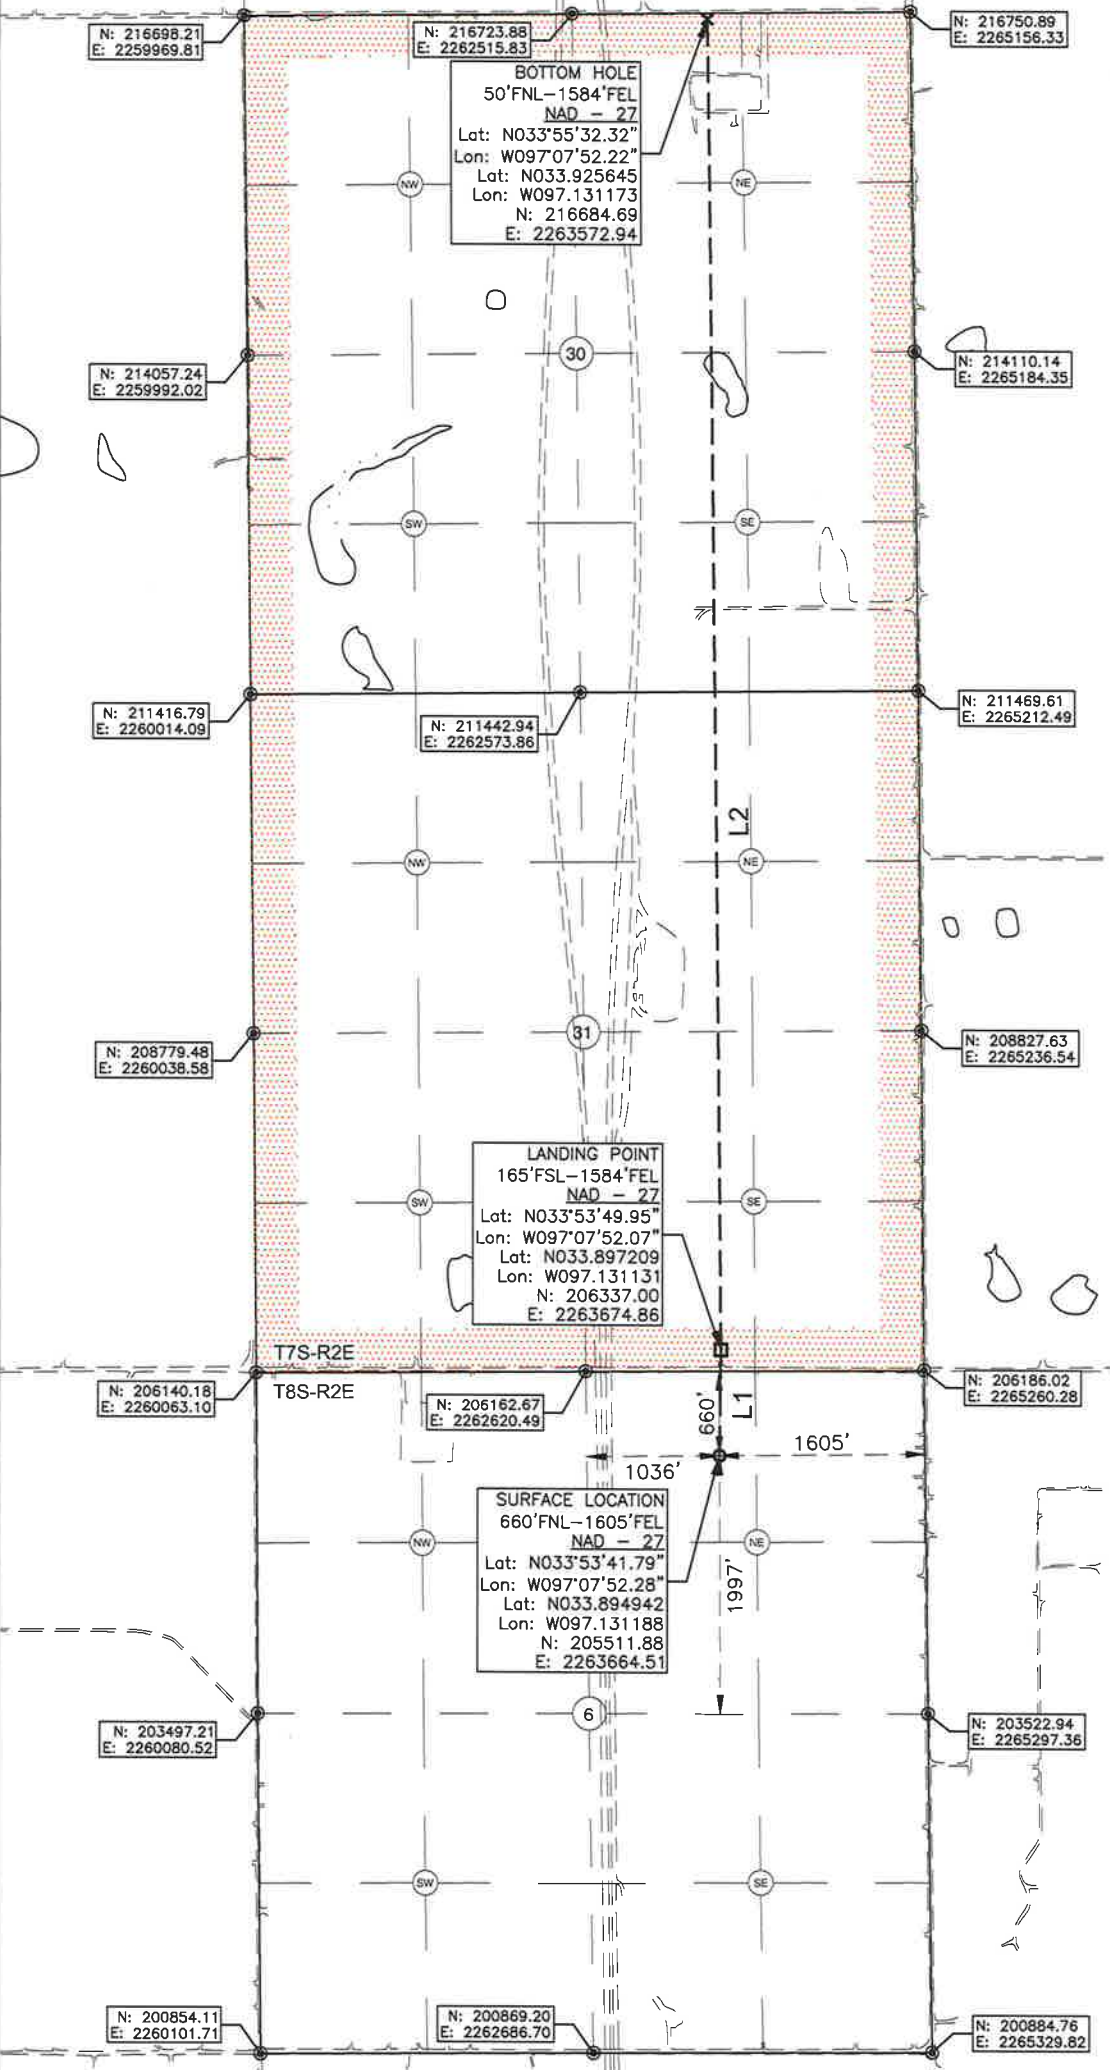 N: 216698.21
E: 2259969.81
N: 216723.88
E: 2262515.83
N: 216750.89
E: 2265156.33
BOTTOM HOLE
50'FNL-1584'FEL
NAD - 27
Lat: N033°55'32.32"
Lon: W097°07'52.22"
Lat: N033.925645
Lon: W097.131173
N: 216684.69
E: 2263572.94
NW
NE
30
N: 214057.24
E: 2259992.02
N: 214110.14
E: 2265184.35
SW
SE
N: 211416.79
E: 2260014.09
N: 211442.94
E: 2262573.86
N: 211469.61
E: 2265212.49
L2
NW
NE
31
N: 208779.48
E: 2260038.58
N: 208827.63
E: 2265236.54
LANDING POINT
165'FSL-1584'FEL
NAD - 27
Lat: N033°53'49.95"
Lon: W097°07'52.07"
Lat: N033.897209
Lon: W097.131131
N: 206337.00
E: 2263674.86
SW
SE
T7S-R2E
T8S-R2E
N: 206140.18
E: 2260063.10
N: 206162.67
E: 2262620.49
N: 206186.02
E: 2265260.28
660'
L1
1036'
1605'
SURFACE LOCATION
660'FNL-1605'FEL
NAD - 27
Lat: N033°53'41.79"
Lon: W097°07'52.28"
Lat: N033.894942
Lon: W097.131188
N: 205511.88
E: 2263664.51
NW
NE
1997'
6
N: 203497.21
E: 2260080.52
N: 203522.94
E: 2265297.36
SW
SE
N: 200854.11
E: 2260101.71
N: 200869.20
E: 2262686.70
N: 200884.76
E: 2265329.82